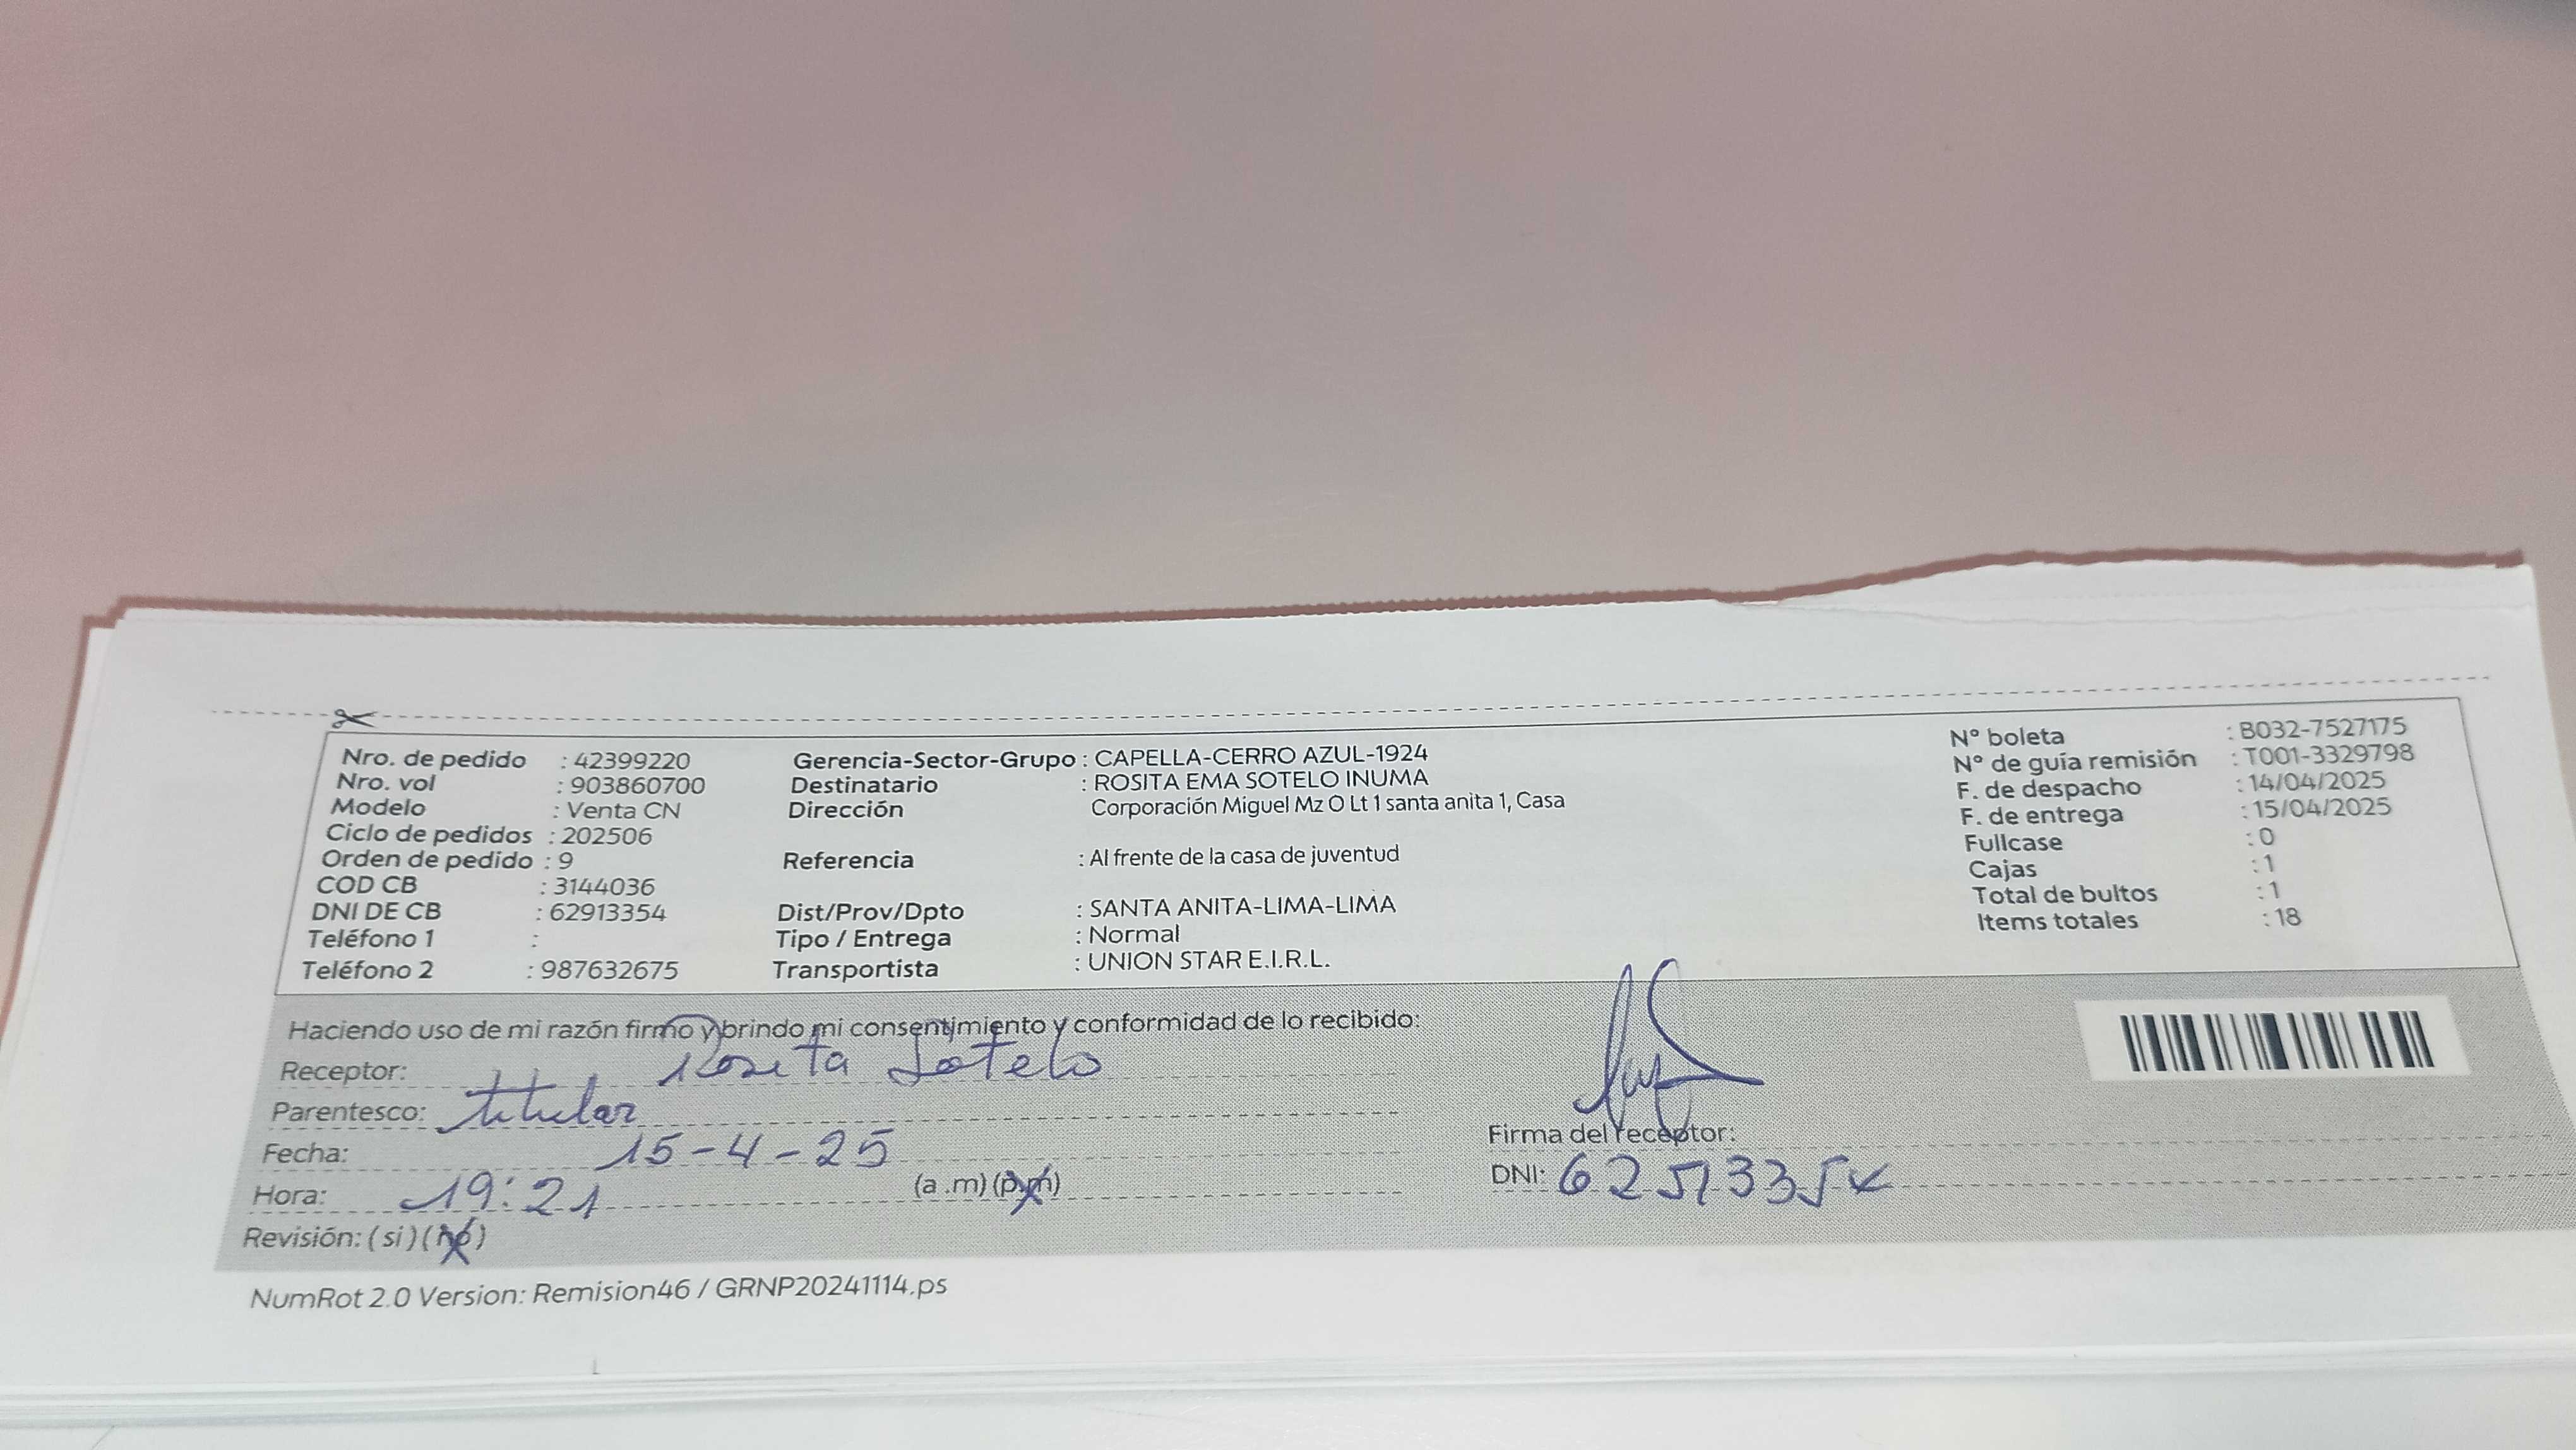 Nro. de pedido : 42399220
Nro. vol : 903860700
Modelo : Venta CN
Ciclo de pedidos : 202506
Orden de pedido : 9
COD CB : 3144036
DNI DE CB : 62913354
Teléfono 1 :
Teléfono 2 : 987632675
Gerencia-Sector-Grupo : CAPELLA-CERRO AZUL-1924
Destinatario : ROSITA EMA SOTELO INUMA
Dirección Corporación Miguel Mz O Lt 1 santa anita 1, Casa
Referencia : Al frente de la casa de juventud
Dist/Prov/Dpto : SANTA ANITA-LIMA-LIMA
Tipo / Entrega : Normal
Transportista : UNION STAR E.I.R.L.
N° boleta : B032-7527175
N° de guía remisión : T001-3329798
F. de despacho : 14/04/2025
F. de entrega : 15/04/2025
Fullcase : 0
Cajas : 1
Total de bultos : 1
Items totales : 18
Haciendo uso de mi razón firmo y brindo mi consentimiento y conformidad de lo recibido:
Receptor: Rosita Sotelo
Parentesco: titular
Fecha: 15-4-25
Hora: 19:21 (a .m) (p.m)
Revisión: ( si ) ( no )
Firma del receptor:
DNI:
NumRot 2.0 Version: Remision46 / GRNP20241114.ps